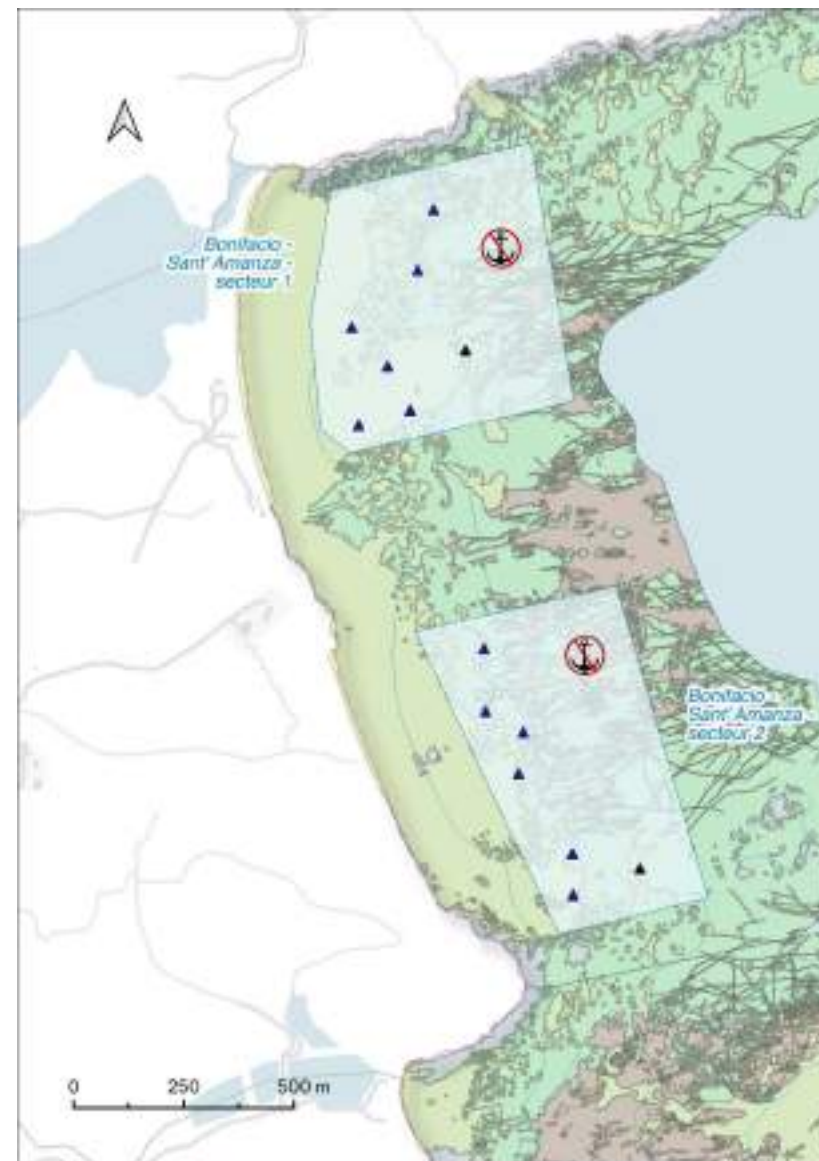 Bonifacio -
Sant' Amanza -
secteur 1
Bonifacio -
Sant' Amanza -
secteur 2
0 250 500 m